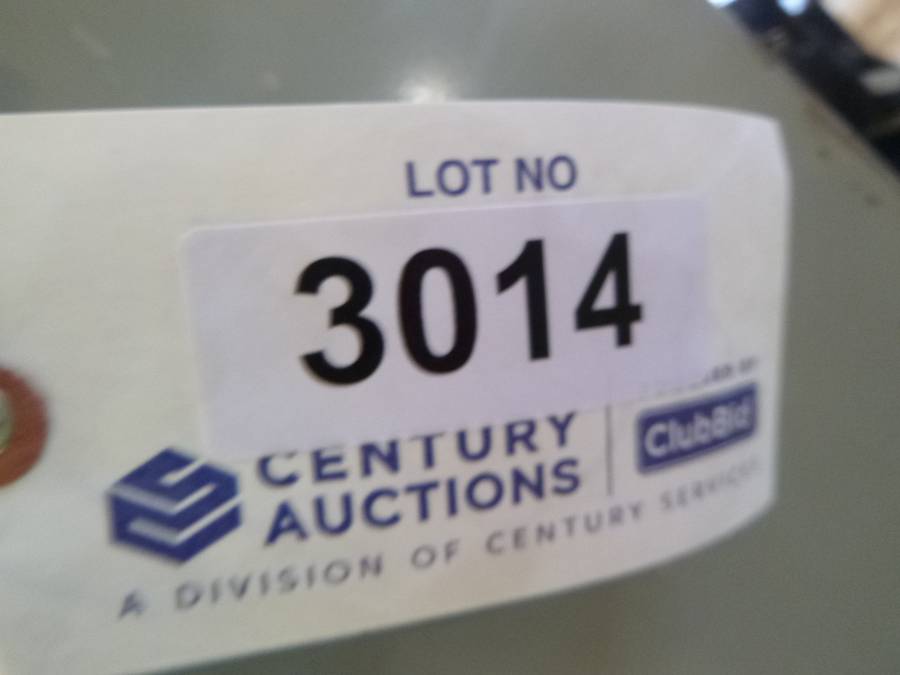 LOT NO
3014
CENTURY
AUCTIONS
ClubBid
A DIVISION OF CENTURY SERVICES